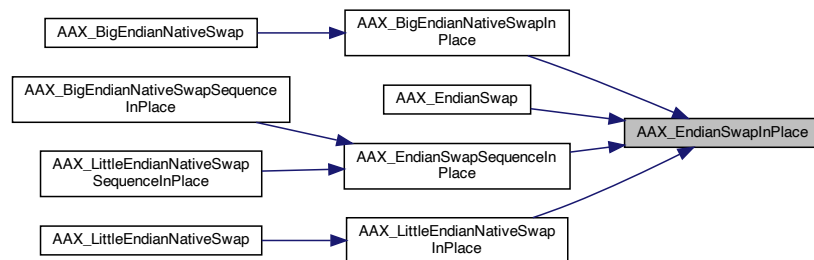 AAX_BigEndianNativeSwap
AAX_BigEndianNativeSwapIn
Place
AAX_BigEndianNativeSwapSequence
InPlace
AAX_EndianSwap
AAX_EndianSwapInPlace
AAX_LittleEndianNativeSwap
SequenceInPlace
AAX_EndianSwapSequenceIn
Place
AAX_LittleEndianNativeSwap
AAX_LittleEndianNativeSwap
InPlace